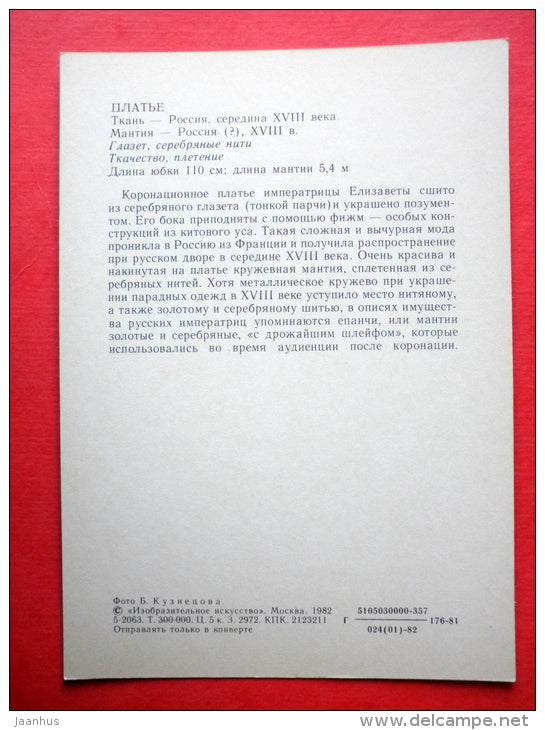 ПЛАТЬЕ
Ткань — Россия, середина XVIII века
Мантия — Россия (?), XVIII в.
Глазет, серебряные нити
Ткачество, плетение
Длина юбки 110 см; длина мантии 5,4 м
Коронационное платье императрицы Елизаветы сшито
из серебряного глазета (тонкой парчи) и украшено позумен-
том. Его бока приподняты с помощью фижм — особых кон-
струкций из китового уса. Такая сложная и вычурная мода
проникла в Россию из Франции и получила распространение
при русском дворе в середине XVIII века. Очень красива и
накинутая на платье кружевная мантия, сплетенная из се-
ребряных нитей. Хотя металлическое кружево при украше-
нии парадных одежд в XVIII веке уступило место нитяному,
а также золотому и серебряному шитью, в описях имущест-
ва русских императриц упоминаются епанчи, или мантии
золотые и серебряные, «с дрожайшим шлейфом», которые
использовались во время аудиенции после коронации.
Фото Б. Кузнецова
© «Изобразительное искусство». Москва. 1982
5-2063. Т. 300 000. Ц. 5 к. З. 2972. КПК. 2123211
Отправлять только в конверте
5105030000-357
Г ——— 176-81
024(01)-82
jaanhus
www.delcampe.net